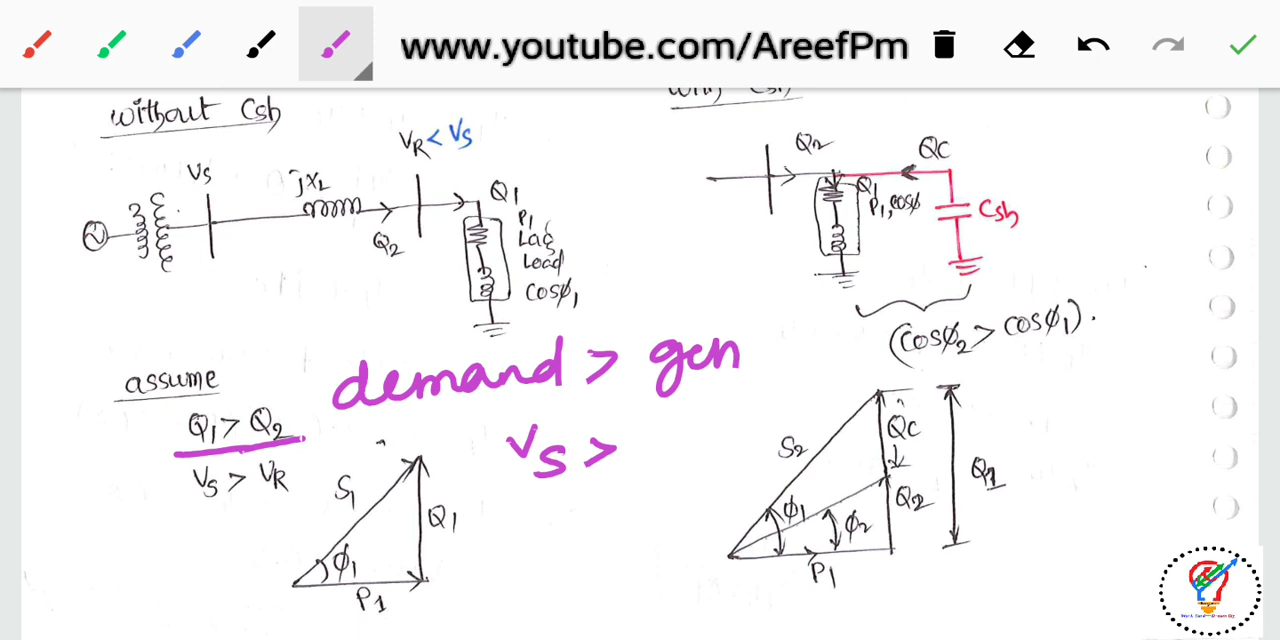 www.youtube.com/AreefPm
without Csh
VR < VS
VS
jXL
Q2
Q1
P1
Lag
Load
cosϕ1
assume
Q1 > Q2
VS > VR
demand > gen
VS >
S1
ϕ1
Q1
P1
with Csh
Q2
QC
Q1
P1, cosϕ
Csh
(cosϕ2 > cosϕ1).
S2
QC
Q2
Q1
ϕ1
ϕ2
P1